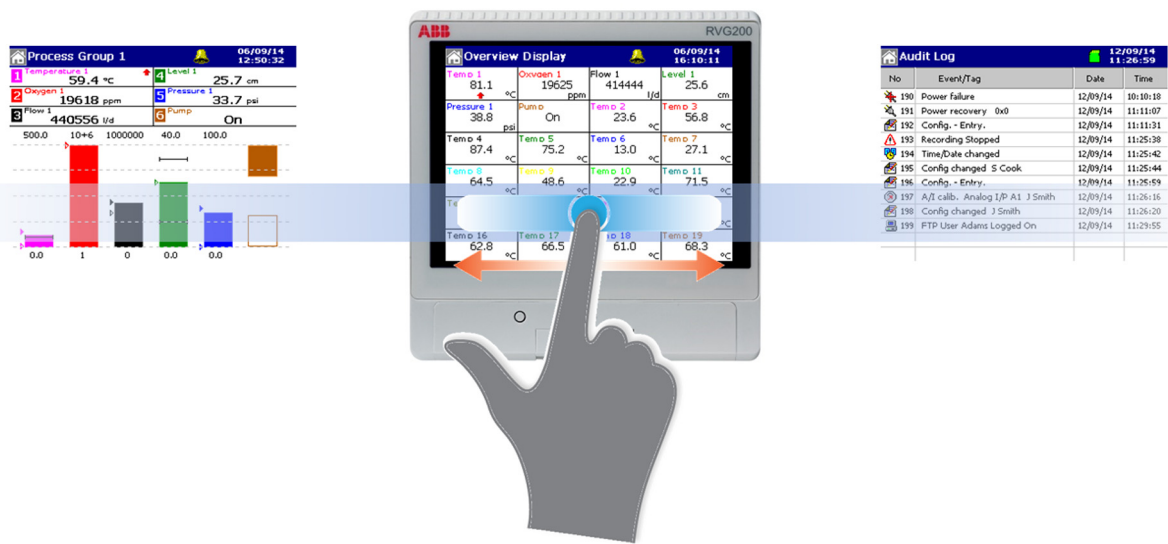 Process Group 1
06/09/14
12:50:32
1 Temperature 1
59.4 °C
4 Level 1
25.7 cm
2 Oxygen 1
19618 ppm
5 Pressure 1
33.7 psi
3 Flow 1
440556 l/d
6 Pump
On
500.0 10+6 1000000 40.0 100.0
0.0 1 0 0.0 0.0
ABB
RVG200
Overview Display
06/09/14
16:10:11
Temp 1 Oxygen 1 Flow 1 Level 1
81.1 19625 414444 25.6
°C ppm l/d cm
Pressure 1 Pump Temp 2 Temp 3
38.8 On 23.6 56.8
psi °C °C
Temp 4 Temp 5 Temp 6 Temp 7
87.4 75.2 13.0 27.1
°C °C °C °C
Temp 8 Temp 9 Temp 10 Temp 11
64.5 48.6 22.9 71.5
°C °C °C °C
Temp 16 Temp 17 18 Temp 19
62.8 66.5 61.0 68.3
°C °C °C
Audit Log
12/09/14
11:26:59
No Event/Tag Date Time
190 Power failure 12/09/14 10:10:18
191 Power recovery 0x0 12/09/14 11:11:07
192 Config. - Entry. 12/09/14 11:11:31
193 Recording Stopped 12/09/14 11:25:38
194 Time/Date changed 12/09/14 11:25:42
195 Config changed S Cook 12/09/14 11:25:44
196 Config. - Entry. 12/09/14 11:25:59
197 A/I calib. Analog I/P A1 J Smith 12/09/14 11:26:16
198 Config changed J Smith 12/09/14 11:26:20
199 FTP User Adams Logged On 12/09/14 11:29:55